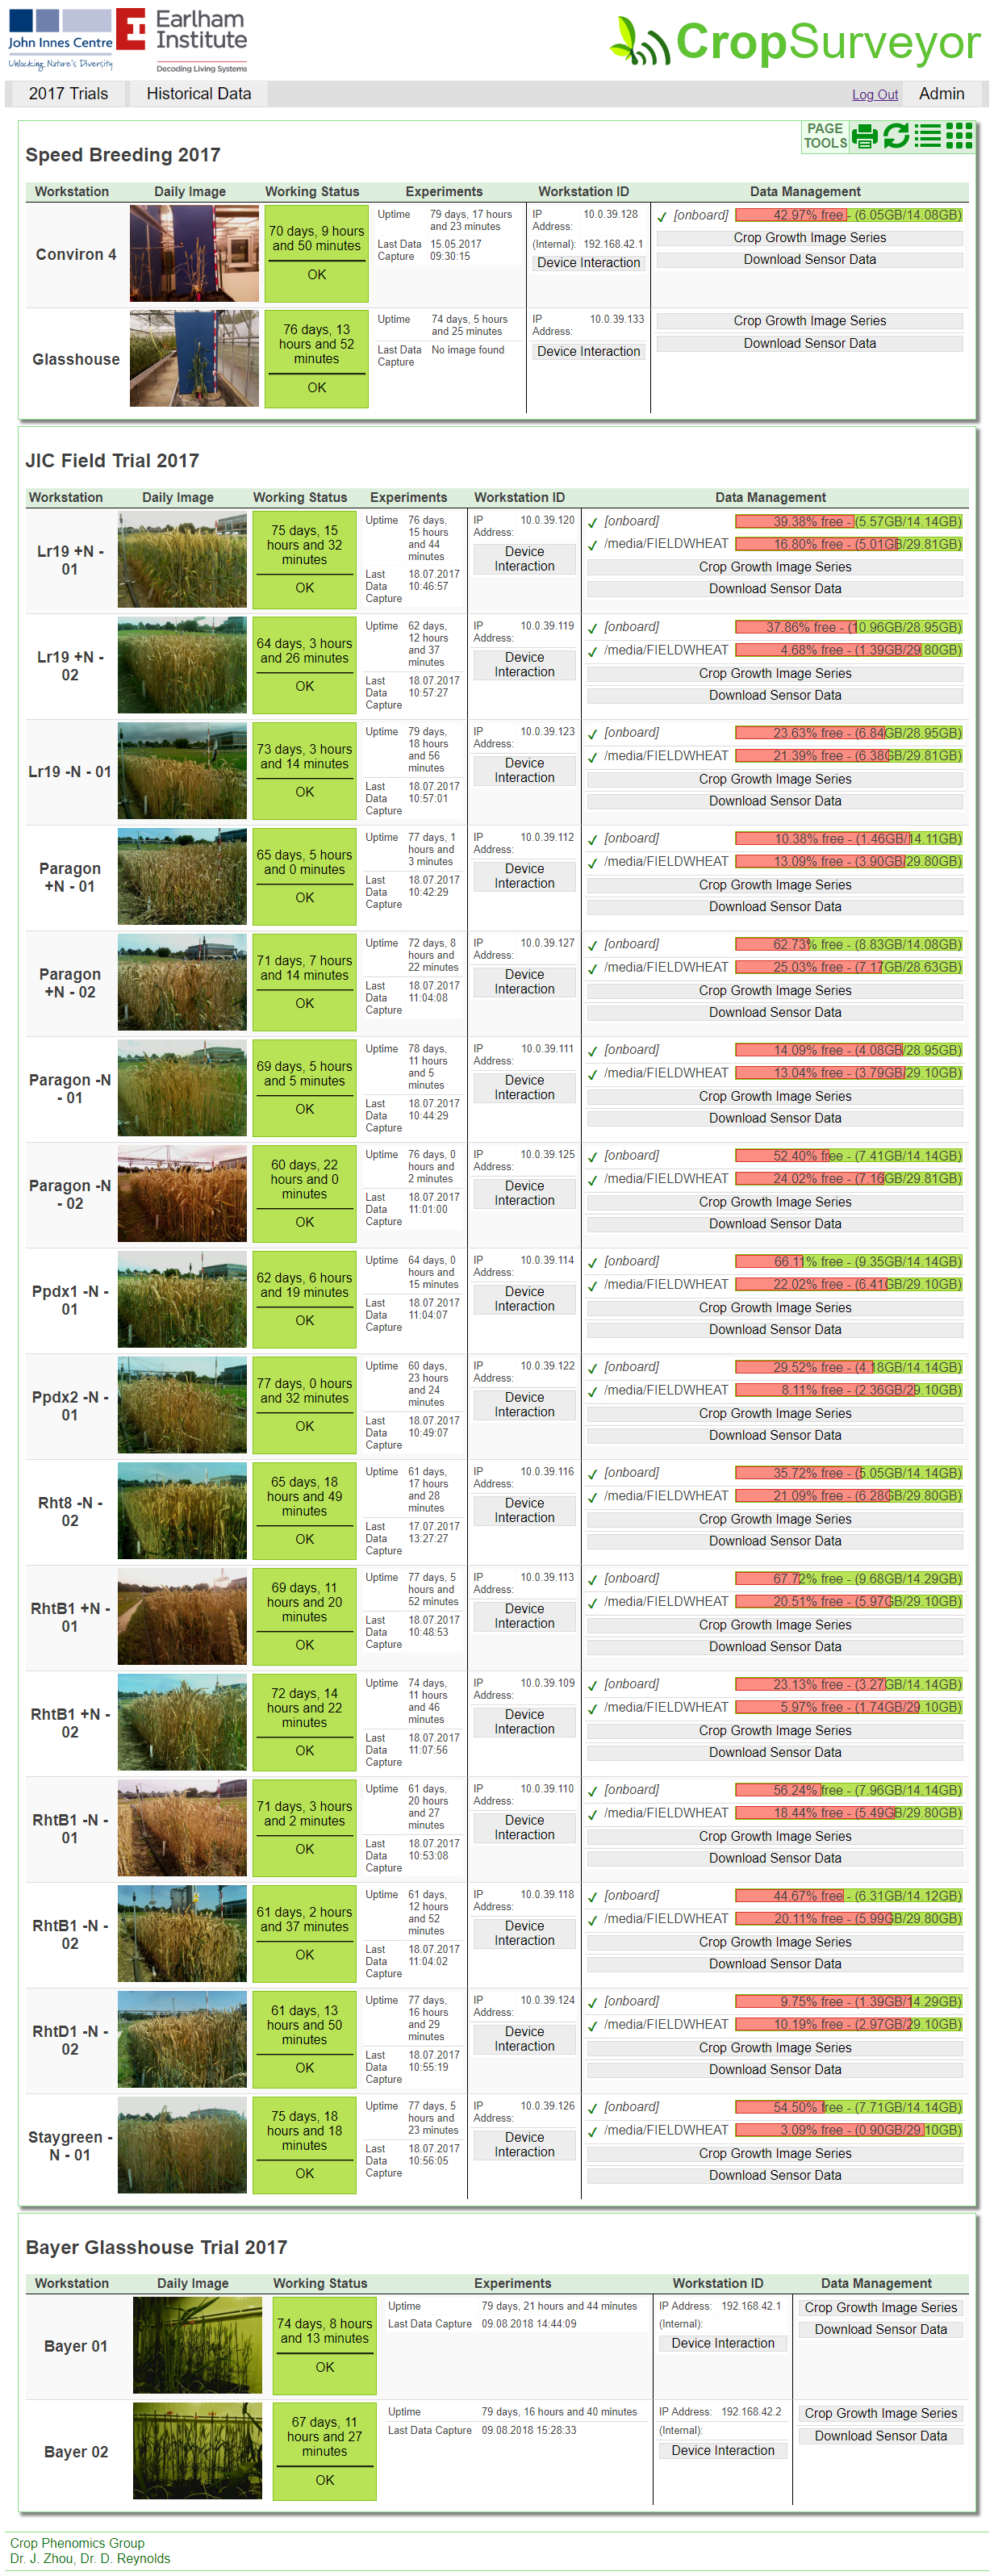 John Innes Centre
Unlocking Nature's Diversity
Earlham
Institute
Decoding Living Systems
CropSurveyor
2017 Trials
Historical Data
Log Out
Admin
PAGE
TOOLS
Speed Breeding 2017
Workstation Daily Image Working Status Experiments Workstation ID Data Management
Conviron 4
70 days, 9 hours
and 50 minutes
OK
Uptime 79 days, 17 hours
and 23 minutes
Last Data 15.05.2017
Capture 09:30:15
IP 10.0.39.128
Address:
(Internal): 192.168.42.1
Device Interaction
[onboard] 42.97% free - (6.05GB/14.08GB)
Crop Growth Image Series
Download Sensor Data
Glasshouse
76 days, 13
hours and 52
minutes
OK
Uptime 74 days, 5 hours
and 25 minutes
Last Data No image found
Capture
IP 10.0.39.133
Address:
Device Interaction
Crop Growth Image Series
Download Sensor Data
JIC Field Trial 2017
Workstation Daily Image Working Status Experiments Workstation ID Data Management
Lr19 +N -
01
75 days, 15
hours and 32
minutes
OK
Uptime 76 days,
15 hours
and 44
minutes
Last 18.07.2017
Data 10:46:57
Capture
IP 10.0.39.120
Address:
Device
Interaction
[onboard] 39.38% free - (5.57GB/14.14GB)
/media/FIELDWHEAT 16.80% free - (5.01GB/29.81GB)
Crop Growth Image Series
Download Sensor Data
Lr19 +N -
02
64 days, 3 hours
and 26 minutes
OK
Uptime 62 days,
12 hours
and 37
minutes
Last 18.07.2017
Data 10:57:27
Capture
IP 10.0.39.119
Address:
Device
Interaction
[onboard] 37.86% free - (10.96GB/28.95GB)
/media/FIELDWHEAT 4.68% free - (1.39GB/29.80GB)
Crop Growth Image Series
Download Sensor Data
Lr19 -N - 01
73 days, 3 hours
and 14 minutes
OK
Uptime 79 days,
18 hours
and 56
minutes
Last 18.07.2017
Data 10:57:01
Capture
IP 10.0.39.123
Address:
Device
Interaction
[onboard] 23.63% free - (6.84GB/28.95GB)
/media/FIELDWHEAT 21.39% free - (6.38GB/29.81GB)
Crop Growth Image Series
Download Sensor Data
Paragon
+N - 01
65 days, 5 hours
and 0 minutes
OK
Uptime 77 days, 1
hours and
3 minutes
Last 18.07.2017
Data 10:42:29
Capture
IP 10.0.39.112
Address:
Device
Interaction
[onboard] 10.38% free - (1.46GB/14.11GB)
/media/FIELDWHEAT 13.09% free - (3.90GB/29.80GB)
Crop Growth Image Series
Download Sensor Data
Paragon
+N - 02
71 days, 7 hours
and 14 minutes
OK
Uptime 72 days, 8
hours and
22 minutes
Last 18.07.2017
Data 11:04:08
Capture
IP 10.0.39.127
Address:
Device
Interaction
[onboard] 62.73% free - (8.83GB/14.08GB)
/media/FIELDWHEAT 25.03% free - (7.17GB/28.63GB)
Crop Growth Image Series
Download Sensor Data
Paragon -N
- 01
69 days, 5 hours
and 5 minutes
OK
Uptime 78 days,
11 hours
and 5
minutes
Last 18.07.2017
Data 10:44:29
Capture
IP 10.0.39.111
Address:
Device
Interaction
[onboard] 14.09% free - (4.08GB/28.95GB)
/media/FIELDWHEAT 13.04% free - (3.79GB/29.10GB)
Crop Growth Image Series
Download Sensor Data
Paragon -N
- 02
60 days, 22
hours and 0
minutes
OK
Uptime 76 days, 0
hours and
2 minutes
Last 18.07.2017
Data 11:01:00
Capture
IP 10.0.39.125
Address:
Device
Interaction
[onboard] 52.40% free - (7.41GB/14.14GB)
/media/FIELDWHEAT 24.02% free - (7.16GB/29.81GB)
Crop Growth Image Series
Download Sensor Data
Ppdx1 -N -
01
62 days, 6 hours
and 19 minutes
OK
Uptime 64 days, 0
hours and
15 minutes
Last 18.07.2017
Data 11:04:07
Capture
IP 10.0.39.114
Address:
Device
Interaction
[onboard] 66.11% free - (9.35GB/14.14GB)
/media/FIELDWHEAT 22.02% free - (6.41GB/29.10GB)
Crop Growth Image Series
Download Sensor Data
Ppdx2 -N -
01
77 days, 0 hours
and 32 minutes
OK
Uptime 60 days,
23 hours
and 24
minutes
Last 18.07.2017
Data 10:49:07
Capture
IP 10.0.39.122
Address:
Device
Interaction
[onboard] 29.52% free - (4.18GB/14.14GB)
/media/FIELDWHEAT 8.11% free - (2.36GB/29.10GB)
Crop Growth Image Series
Download Sensor Data
Rht8 -N -
02
65 days, 18
hours and 49
minutes
OK
Uptime 61 days,
17 hours
and 28
minutes
Last 17.07.2017
Data 13:27:27
Capture
IP 10.0.39.116
Address:
Device
Interaction
[onboard] 35.72% free - (5.05GB/14.14GB)
/media/FIELDWHEAT 21.09% free - (6.28GB/29.80GB)
Crop Growth Image Series
Download Sensor Data
RhtB1 +N -
01
69 days, 11
hours and 20
minutes
OK
Uptime 77 days, 5
hours and
52 minutes
Last 18.07.2017
Data 10:48:53
Capture
IP 10.0.39.113
Address:
Device
Interaction
[onboard] 67.72% free - (9.68GB/14.29GB)
/media/FIELDWHEAT 20.51% free - (5.97GB/29.10GB)
Crop Growth Image Series
Download Sensor Data
RhtB1 +N -
02
72 days, 14
hours and 22
minutes
OK
Uptime 74 days,
11 hours
and 46
minutes
Last 18.07.2017
Data 11:07:56
Capture
IP 10.0.39.109
Address:
Device
Interaction
[onboard] 23.13% free - (3.27GB/14.14GB)
/media/FIELDWHEAT 5.97% free - (1.74GB/29.10GB)
Crop Growth Image Series
Download Sensor Data
RhtB1 -N -
01
71 days, 3 hours
and 2 minutes
OK
Uptime 61 days,
20 hours
and 27
minutes
Last 18.07.2017
Data 10:53:08
Capture
IP 10.0.39.110
Address:
Device
Interaction
[onboard] 56.24% free - (7.96GB/14.14GB)
/media/FIELDWHEAT 18.44% free - (5.49GB/29.80GB)
Crop Growth Image Series
Download Sensor Data
RhtB1 -N -
02
61 days, 2 hours
and 37 minutes
OK
Uptime 61 days,
12 hours
and 52
minutes
Last 18.07.2017
Data 11:04:02
Capture
IP 10.0.39.118
Address:
Device
Interaction
[onboard] 44.67% free - (6.31GB/14.12GB)
/media/FIELDWHEAT 20.11% free - (5.99GB/29.80GB)
Crop Growth Image Series
Download Sensor Data
RhtD1 -N -
02
61 days, 13
hours and 50
minutes
OK
Uptime 77 days,
16 hours
and 29
minutes
Last 18.07.2017
Data 10:55:19
Capture
IP 10.0.39.124
Address:
Device
Interaction
[onboard] 9.75% free - (1.39GB/14.29GB)
/media/FIELDWHEAT 10.19% free - (2.97GB/29.10GB)
Crop Growth Image Series
Download Sensor Data
Staygreen -
N - 01
75 days, 18
hours and 18
minutes
OK
Uptime 77 days, 5
hours and
23 minutes
Last 18.07.2017
Data 10:56:05
Capture
IP 10.0.39.126
Address:
Device
Interaction
[onboard] 54.50% free - (7.71GB/14.14GB)
/media/FIELDWHEAT 3.09% free - (0.90GB/29.10GB)
Crop Growth Image Series
Download Sensor Data
Bayer Glasshouse Trial 2017
Workstation Daily Image Working Status Experiments Workstation ID Data Management
Bayer 01
74 days, 8 hours
and 13 minutes
OK
Uptime 79 days, 21 hours and 44 minutes
Last Data Capture 09.08.2018 14:44:09
IP Address: 192.168.42.1
(Internal):
Device Interaction
Crop Growth Image Series
Download Sensor Data
Bayer 02
67 days, 11
hours and 27
minutes
OK
Uptime 79 days, 16 hours and 40 minutes
Last Data Capture 09.08.2018 15:28:33
IP Address: 192.168.42.2
(Internal):
Device Interaction
Crop Growth Image Series
Download Sensor Data
Crop Phenomics Group
Dr. J. Zhou, Dr. D. Reynolds